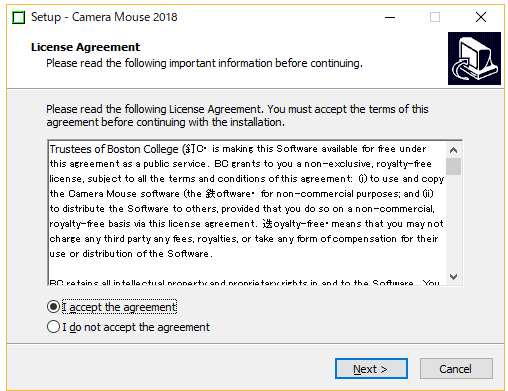 Setup - Camera Mouse 2018
License Agreement
Please read the following important information before continuing.
Please read the following License Agreement. You must accept the terms of this
agreement before continuing with the installation.
Trustees of Boston College (釘C・ is making this Software available for free under
this agreement as a public service. BC grants to you a non-exclusive, royalty-free
license, subject to all the terms and conditions of this agreement: (i) to use and copy
the Camera Mouse software (the 鉄oftware・ for non-commercial purposes; and (ii)
to distribute the Software to others, provided that you do so on a non-commercial,
royalty-free basis via this license agreement. 迭oyalty-free・ means that you may not
charge any third party any fees, royalties, or take any form of compensation for their
use or distribution of the Software.
BC retains all intellectual property and proprietary rights in and to the Software. You
I accept the agreement
I do not accept the agreement
Next >
Cancel